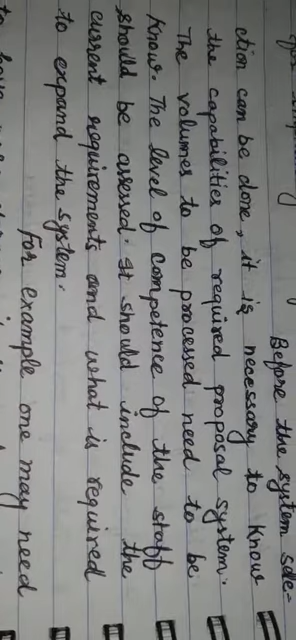 Before the system sele-
ction can be done, it is necessary to know
the capabilities of required proposal system.
The volumes to be processed need to be
know. The level of competence of the staff
should be assessed. It should include the
current requirements and what is required
to expand the system.
For example one may need